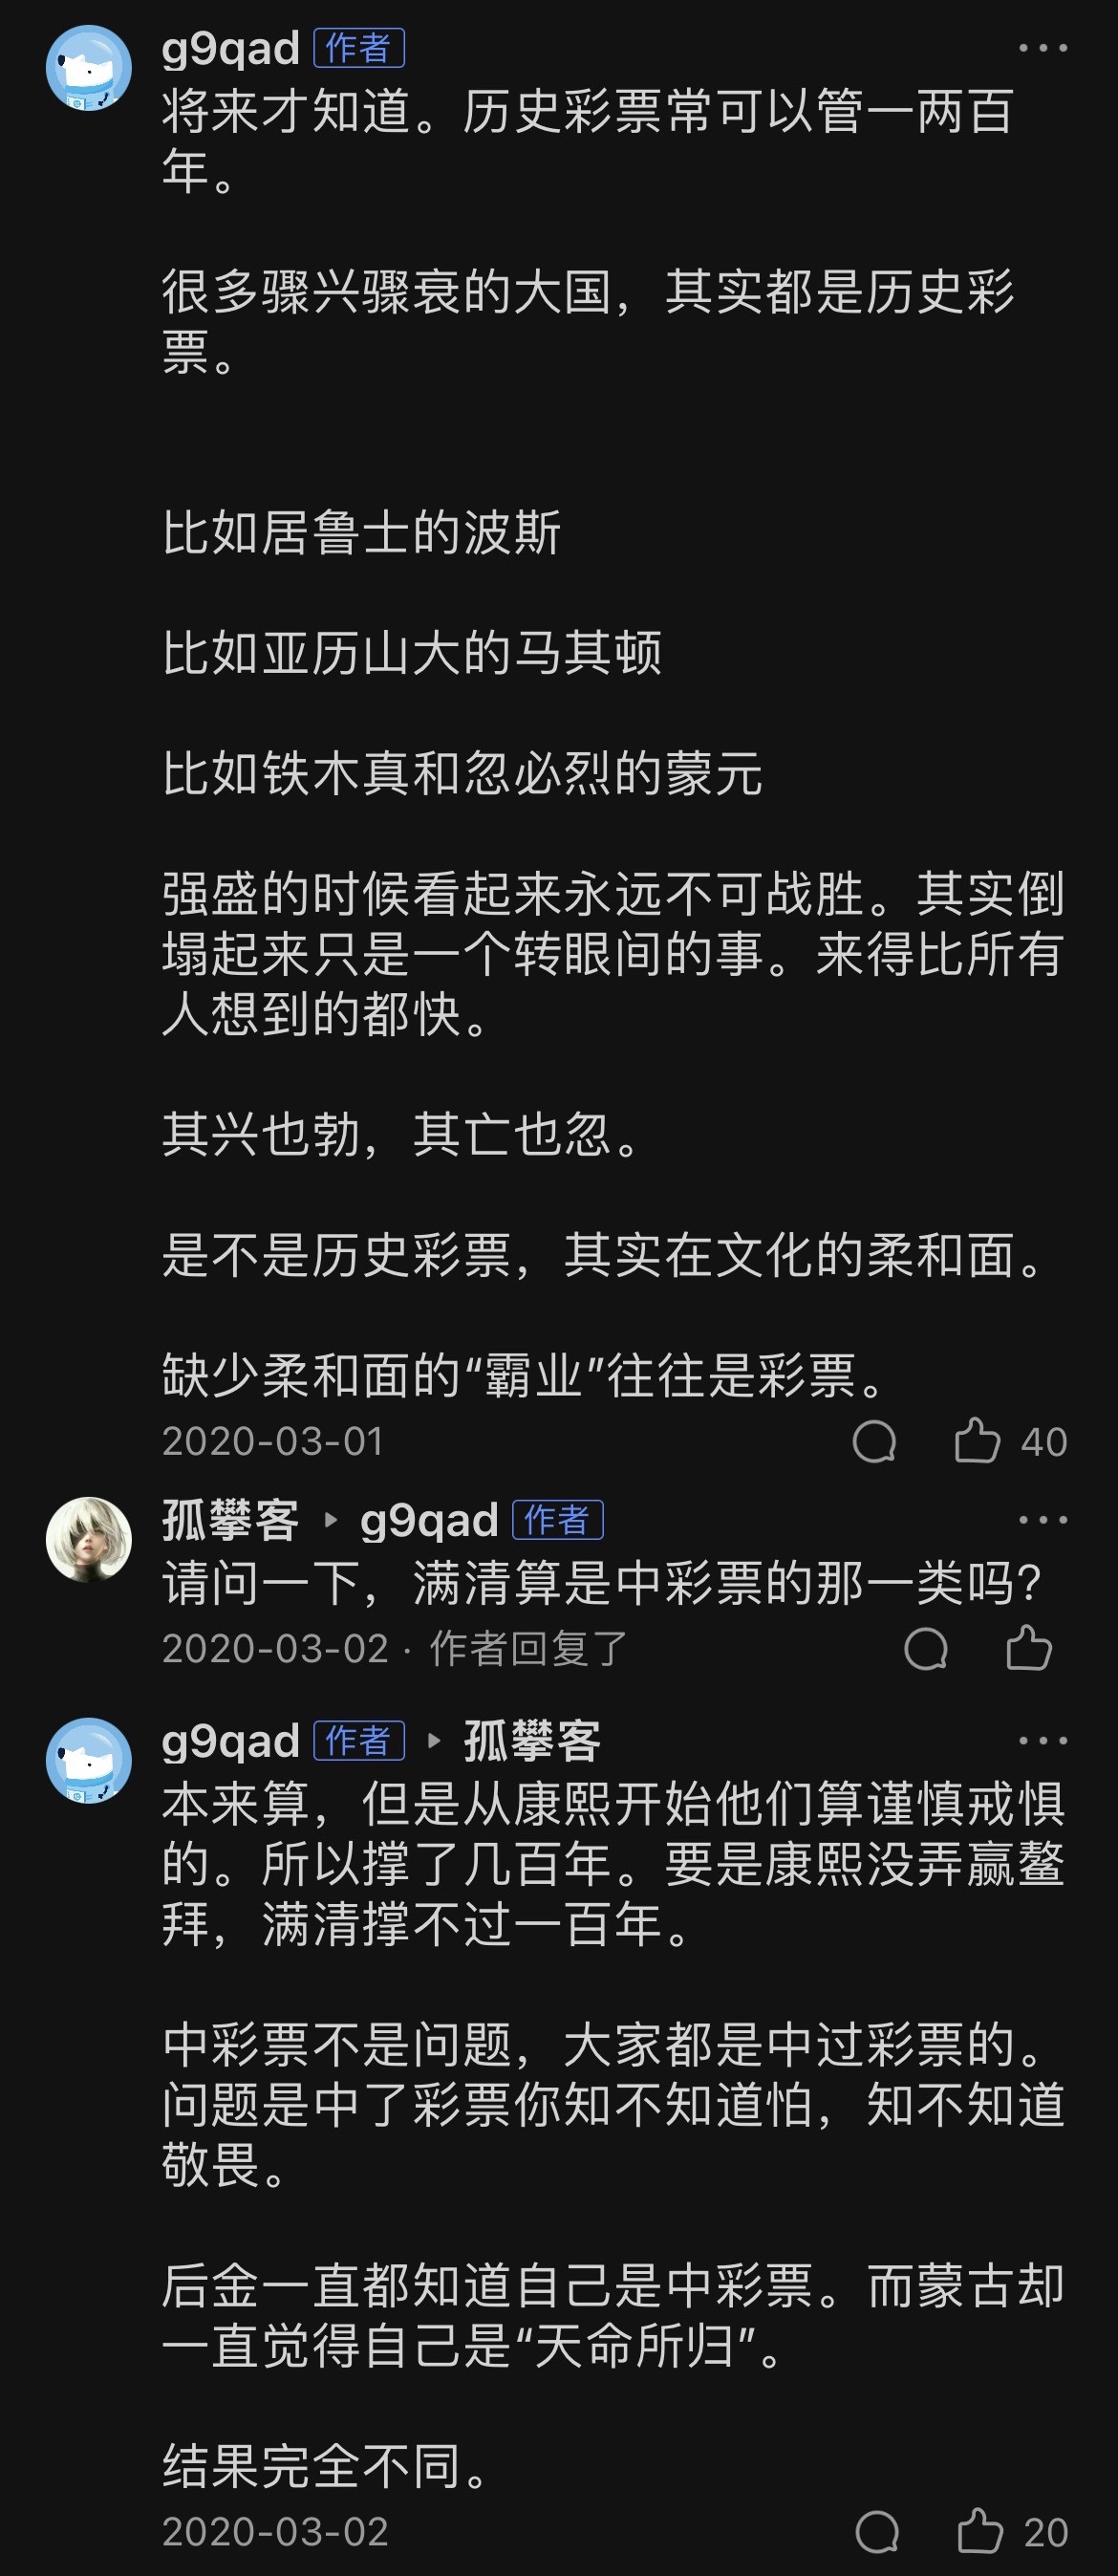 g9qad 作者
将来才知道。历史彩票常可以管一两百
年。
很多骤兴骤衰的大国，其实都是历史彩
票。
比如居鲁士的波斯
比如亚历山大的马其顿
比如铁木真和忽必烈的蒙元
强盛的时候看起来永远不可战胜。其实倒
塌起来只是一个转眼间的事。来得比所有
人想到的都快。
其兴也勃，其亡也忽。
是不是历史彩票，其实在文化的柔和面。
缺少柔和面的“霸业”往往是彩票。
2020-03-01 40
孤攀客 g9qad 作者
请问一下，满清算是中彩票的那一类吗?
2020-03-02 · 作者回复了
g9qad 作者 孤攀客
本来算，但是从康熙开始他们算谨慎戒惧
的。所以撑了几百年。要是康熙没弄赢鳌
拜，满清撑不过一百年。
中彩票不是问题，大家都是中过彩票的。
问题是中了彩票你知不知道怕，知不知道
敬畏。
后金一直都知道自己是中彩票。而蒙古却
一直觉得自己是“天命所归”。
结果完全不同。
2020-03-02 20